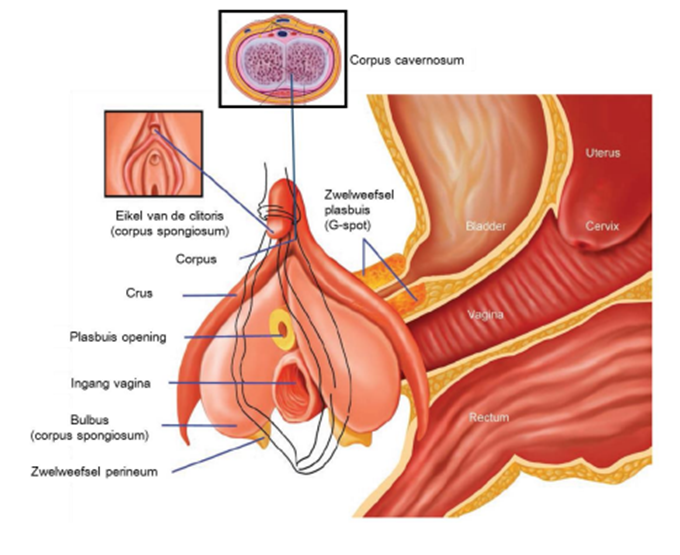 Corpus cavernosum
Uterus
Zwelweefsel
plasbuis
(G-spot)
Eikel van de clitoris
(corpus spongiosum)
Bladder
Cervix
Corpus
Crus
Vagina
Plasbuis opening
Ingang vagina
Rectum
Bulbus
(corpus spongiosum)
Zwelweefsel perineum